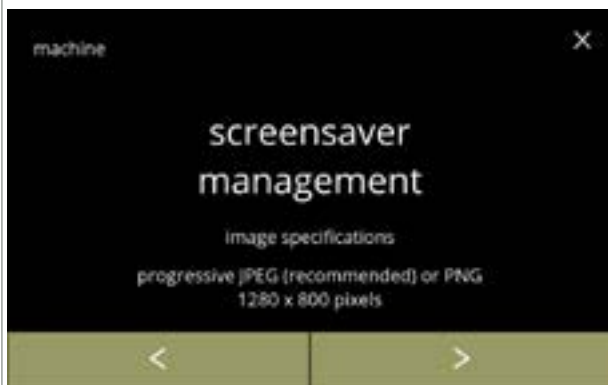 machine
screensaver
management
image specifications
progressive JPEG (recommended) or PNG
1280 x 800 pixels